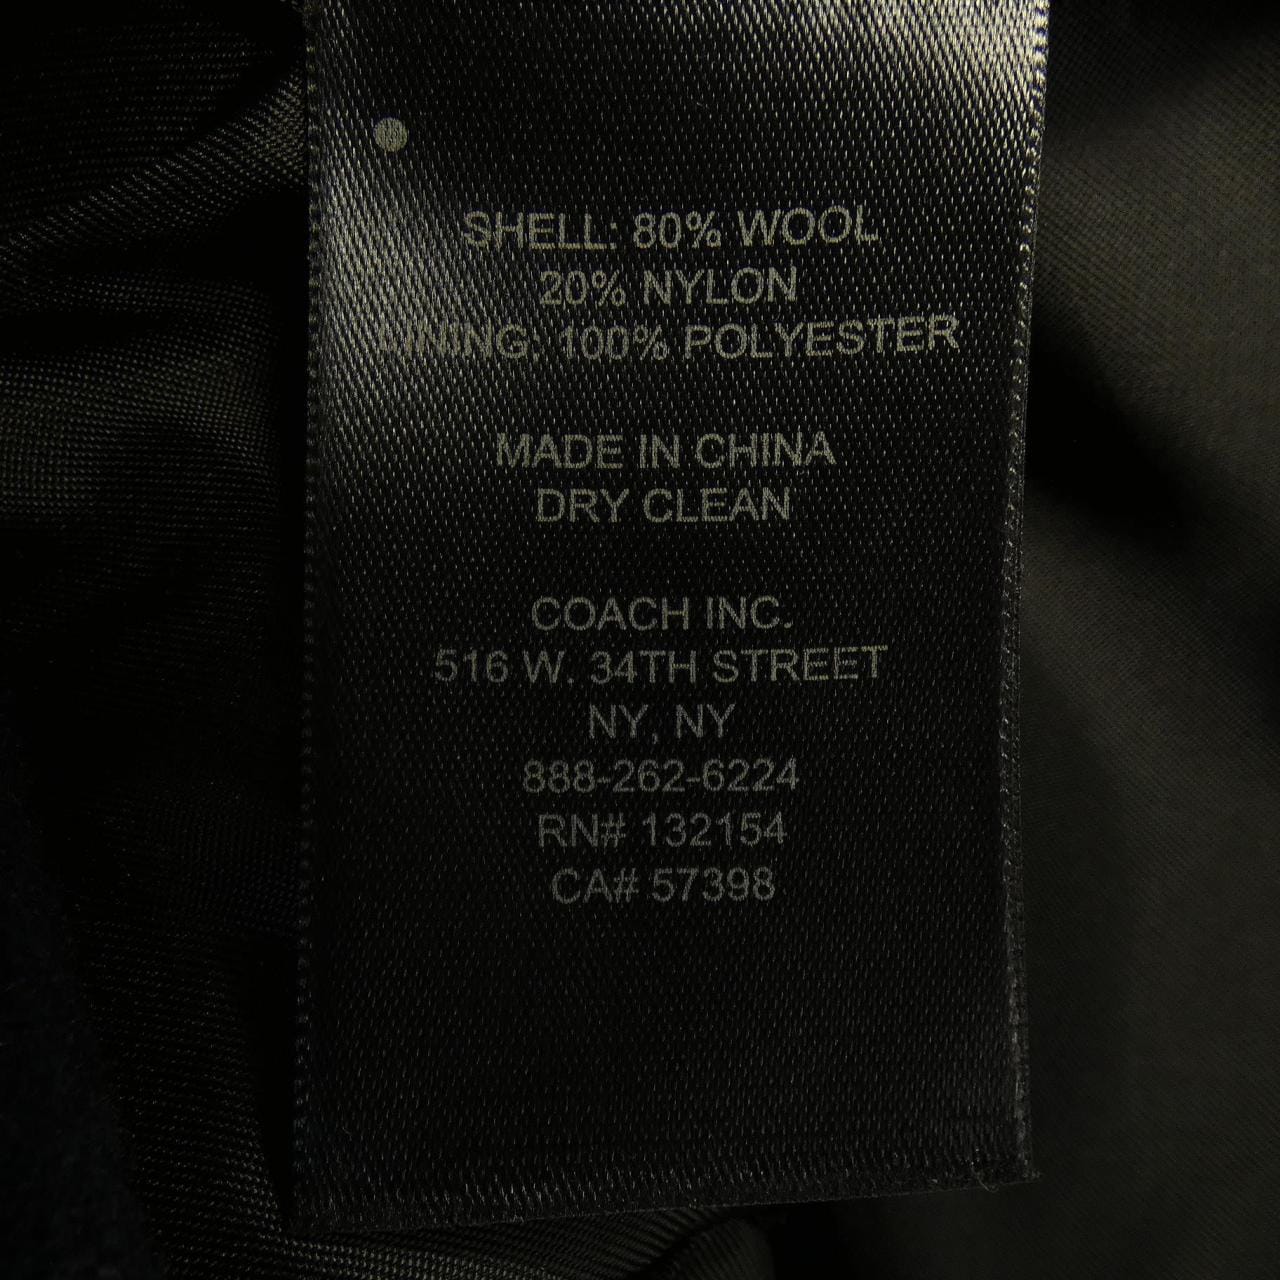 SHELL: 80% WOOL
20% NYLON
LINING: 100% POLYESTER
MADE IN CHINA
DRY CLEAN
COACH INC.
516 W. 34TH STREET
NY, NY
888-262-6224
RN# 132154
CA# 57398